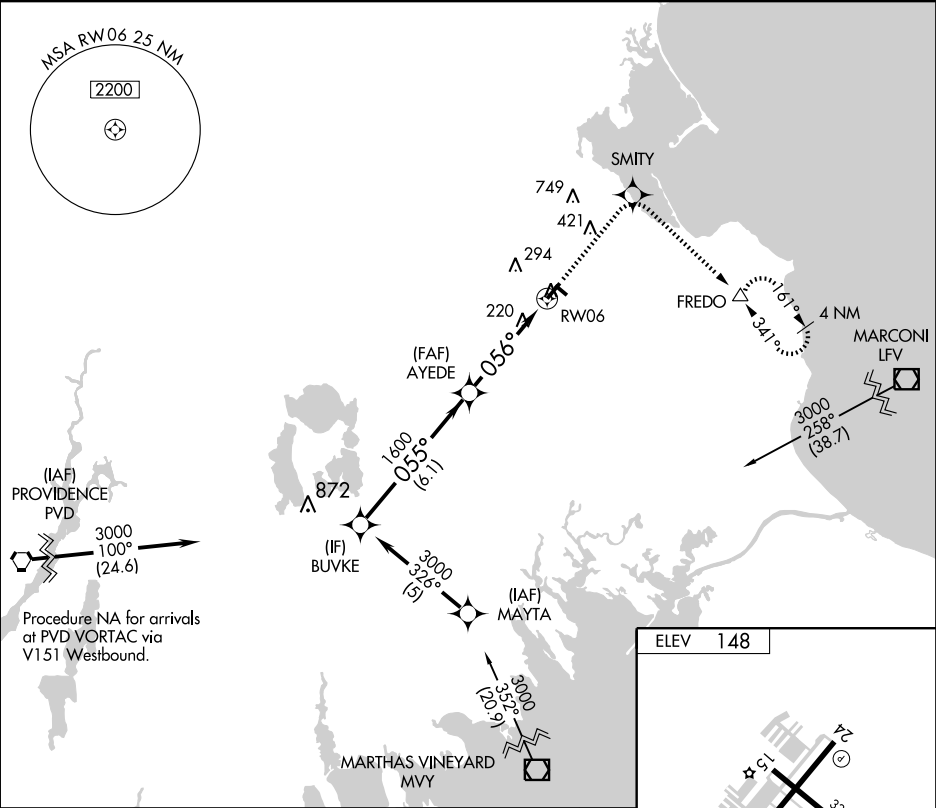 MSA RW06 25 NM
2200
SMITY
749
421
294
220
RW06
FREDO
161°
341°
4 NM
MARCONI
LFV
3000
258°
(38.7)
(FAF)
AYEDE
056°
1600
055°
(6.1)
872
(IAF)
PROVIDENCE
PVD
3000
100°
(24.6)
(IF)
BUVKE
3000
326°
(5)
(IAF)
MAYTA
Procedure NA for arrivals
at PVD VORTAC via
V151 Westbound.
3000
352°
(20.9)
MARTHAS VINEYARD
MVY
ELEV 148
24
P
15